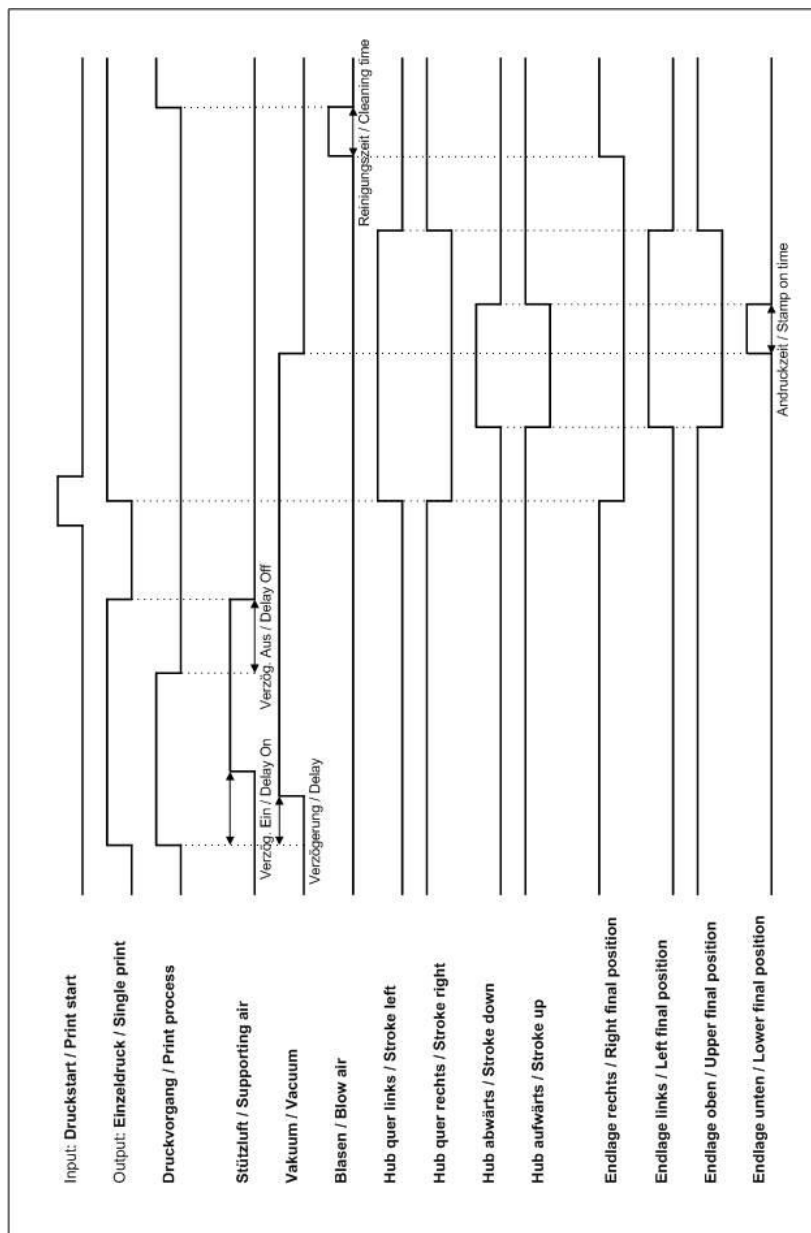 Input: Druckstart / Print start
Output: Einzeldruck / Single print
Druckvorgang / Print process
Stützluft / Supporting air
Verzög. Ein / Delay On
Verzög. Aus / Delay Off
Vakuum / Vacuum
Verzögerung / Delay
Blasen / Blow air
Reinigungszeit / Cleaning time
Hub quer links / Stroke left
Hub quer rechts / Stroke right
Hub abwärts / Stroke down
Hub aufwärts / Stroke up
Endlage rechts / Right final position
Endlage links / Left final position
Endlage oben / Upper final position
Endlage unten / Lower final position
Andruckzeit / Stamp on time